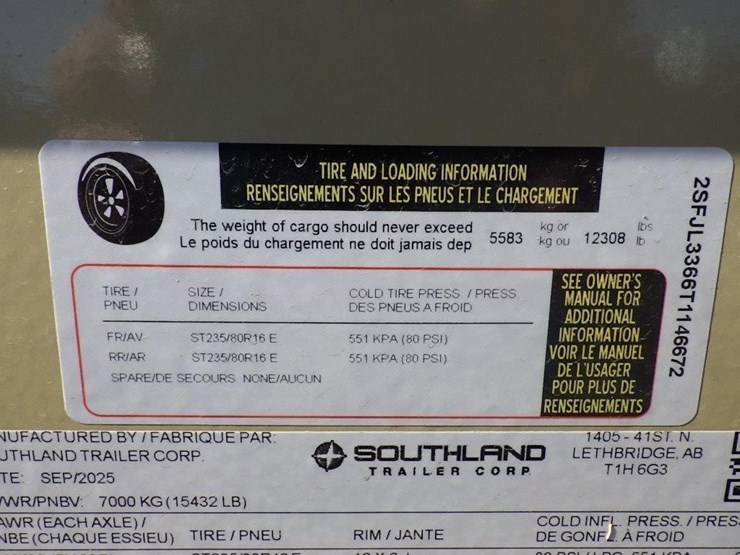 TIRE AND LOADING INFORMATION
RENSEIGNEMENTS SUR LES PNEUS ET LE CHARGEMENT
The weight of cargo should never exceed 5583 kg or 12308 lbs
Le poids du chargement ne doit jamais dep kg ou lb
TIRE / SIZE / COLD TIRE PRESS. / PRESS.
PNEU DIMENSIONS DES PNEUS A FROID
FR/AV ST235/80R16 E 551 KPA (80 PSI)
RR/AR ST235/80R16 E 551 KPA (80 PSI)
SPARE/DE SECOURS NONE/AUCUN
SEE OWNER'S
MANUAL FOR
ADDITIONAL
INFORMATION
VOIR LE MANUEL
DE L'USAGER
POUR PLUS DE
RENSEIGNEMENTS
2SFJL3366T1146672
NUFACTURED BY / FABRIQUE PAR:
UTHLAND TRAILER CORP.
TE: SEP/2025
VWR/PNBV: 7000 KG (15432 LB)
SOUTHLAND
TRAILER CORP
1405 - 41ST. N.
LETHBRIDGE, AB
T1H 6G3
AWR (EACH AXLE) /
NBE (CHAQUE ESSIEU) TIRE / PNEU RIM / JANTE
COLD INFL. PRESS. / PRES
DE GONFL À FROID